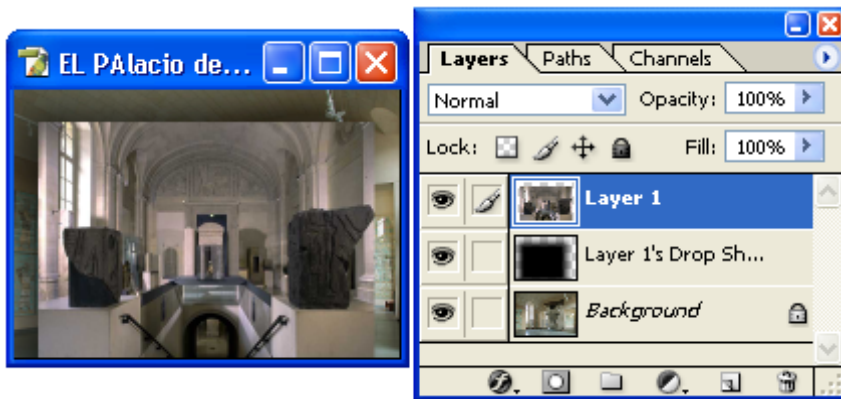 EL PAlacio de...
Layers Paths Channels
Normal Opacity: 100%
Lock: Fill: 100%
Layer 1
Layer 1's Drop Sh...
Background